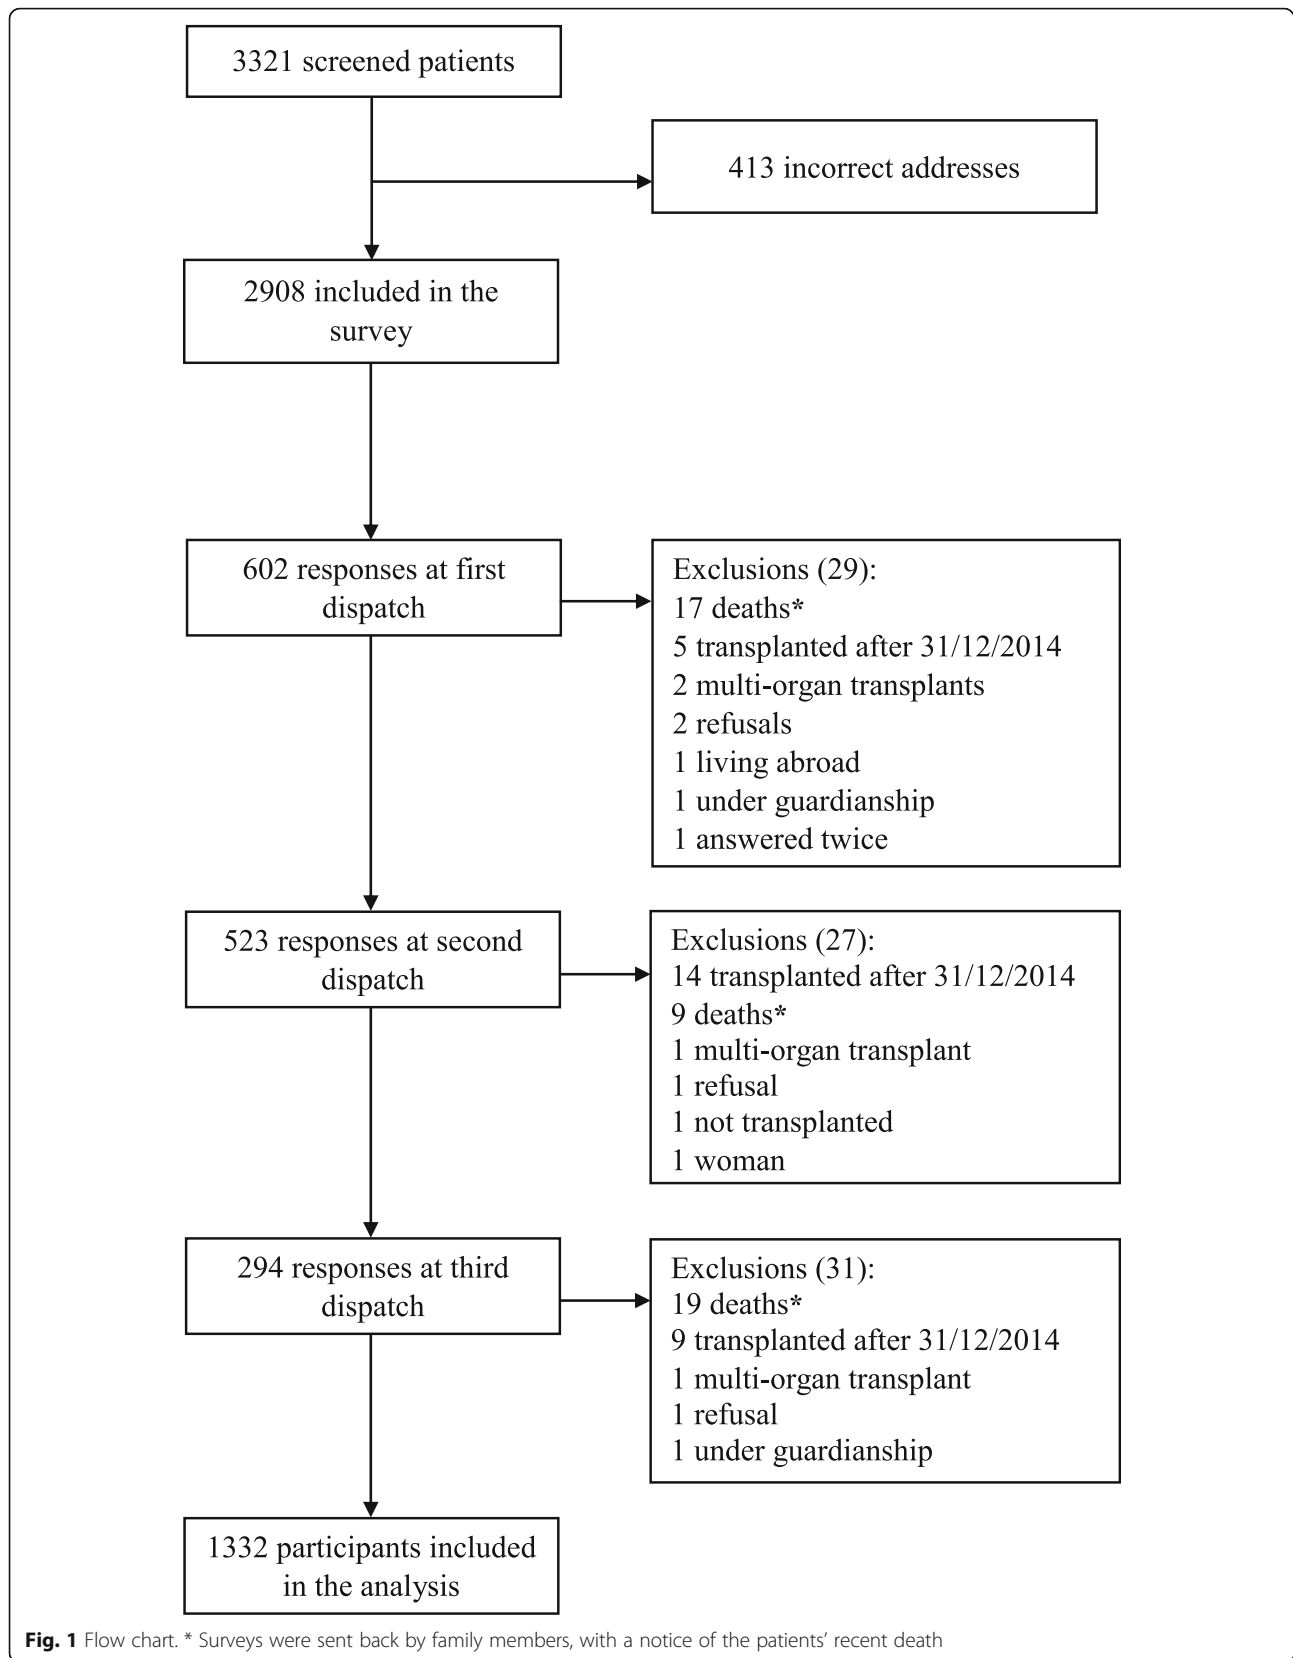 3321 screened patients
413 incorrect addresses
2908 included in the
survey
602 responses at first
dispatch
Exclusions (29):
17 deaths*
5 transplanted after 31/12/2014
2 multi-organ transplants
2 refusals
1 living abroad
1 under guardianship
1 answered twice
523 responses at second
dispatch
Exclusions (27):
14 transplanted after 31/12/2014
9 deaths*
1 multi-organ transplant
1 refusal
1 not transplanted
1 woman
294 responses at third
dispatch
Exclusions (31):
19 deaths*
9 transplanted after 31/12/2014
1 multi-organ transplant
1 refusal
1 under guardianship
1332 participants included
in the analysis
Fig. 1 Flow chart. * Surveys were sent back by family members, with a notice of the patients’ recent death